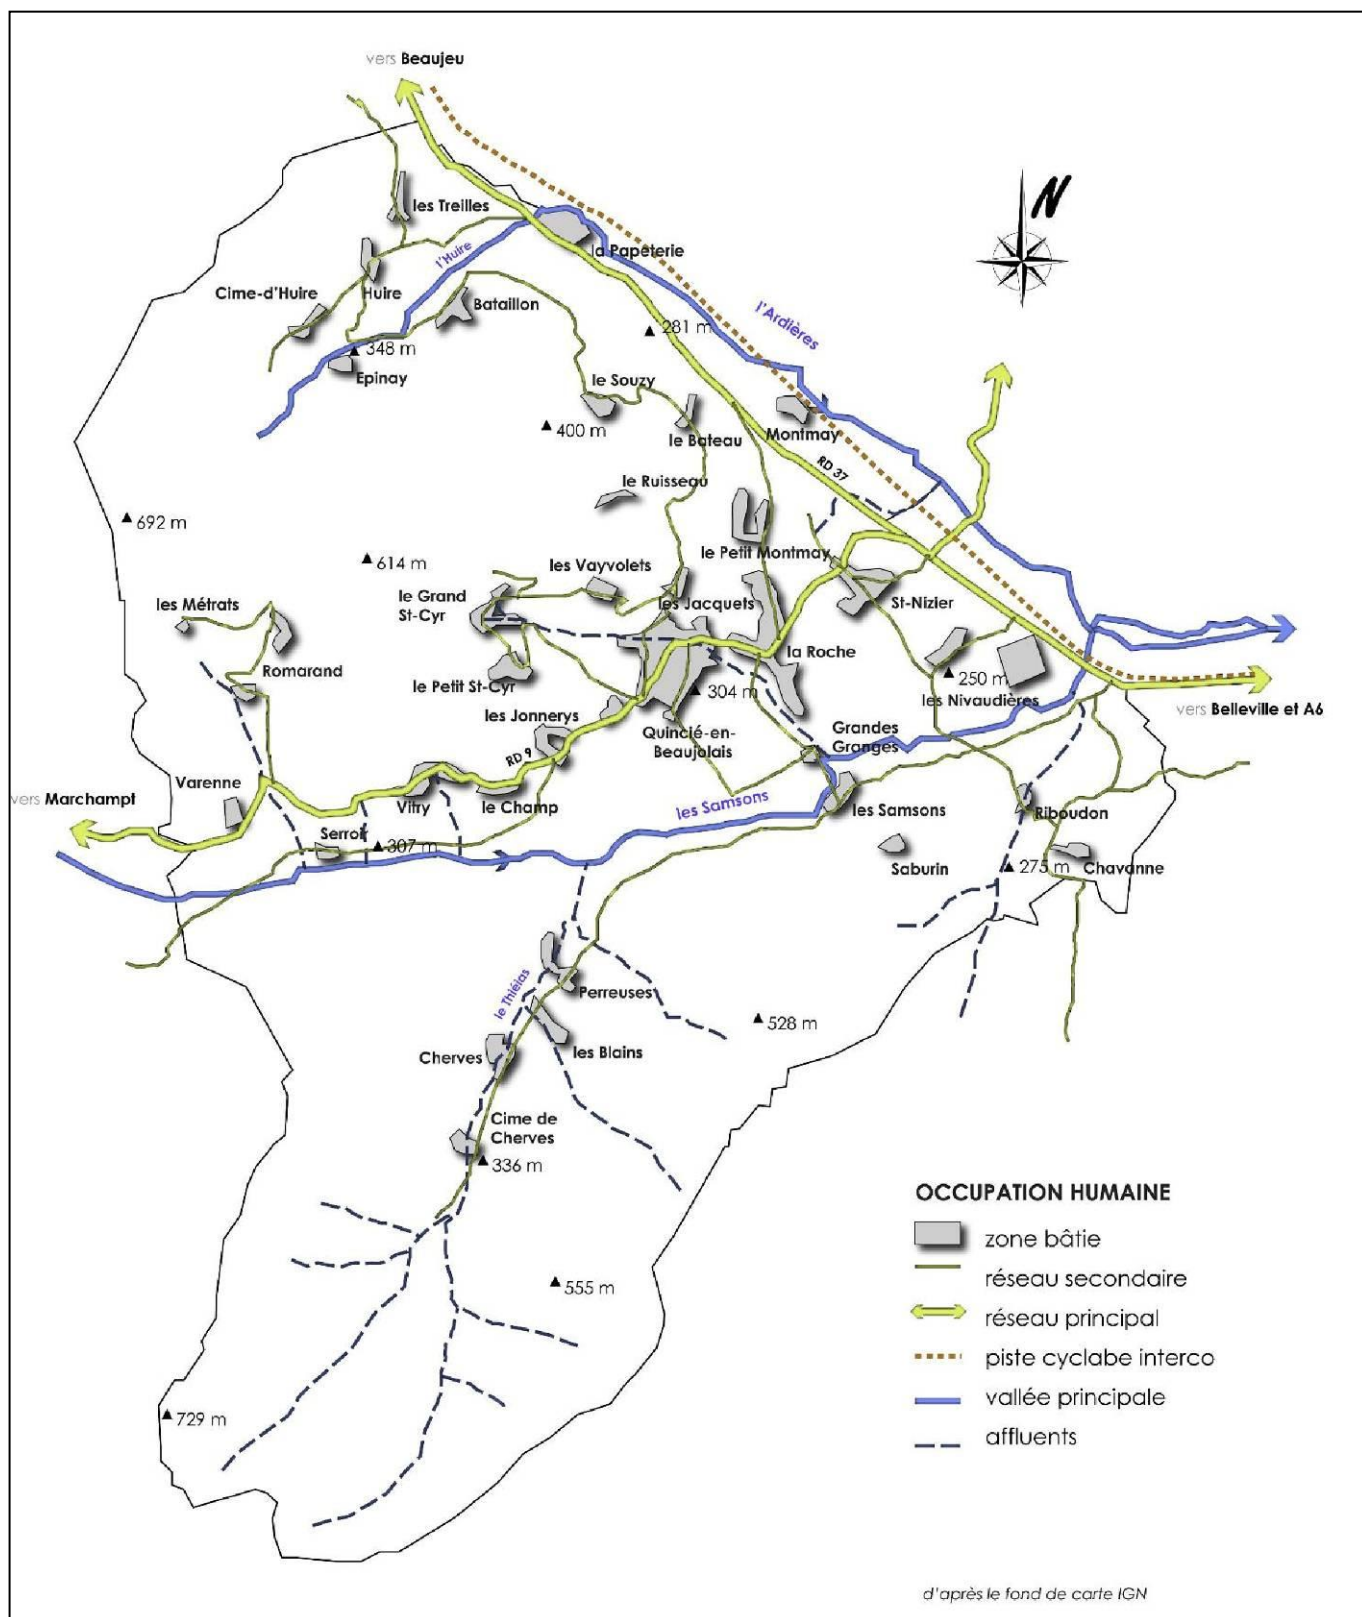 vers Beaujeu
N
les Treilles
l'Huire
la Papeterie
Cime-d'Huire
Huire
Bataillon
l'Ardières
281 m
348 m
Epinay
le Souzy
400 m
le Bateau
Montmay
RD 37
le Ruisseau
692 m
614 m
les Vayvolets
le Petit Montmay
les Métrats
le Grand
St-Cyr
les Jacquets
St-Nizier
Romarand
la Roche
le Petit St-Cyr
304 m
250 m
les Nivaudières
les Jonnerys
Quincié-en-
Beaujolais
Grandes
Granges
vers Belleville et A6
RD 9
Varenne
Vitry
le Champ
les Samsons
les Samsons
vers Marchampt
Serroir
307 m
Riboudon
Saburin
275 m
Chavanne
le Thiélas
Perreuses
528 m
Cherves
les Blains
Cime de
Cherves
336 m
555 m
729 m
OCCUPATION HUMAINE
zone bâtie
réseau secondaire
réseau principal
piste cyclabe interco
vallée principale
affluents
d'après le fond de carte IGN